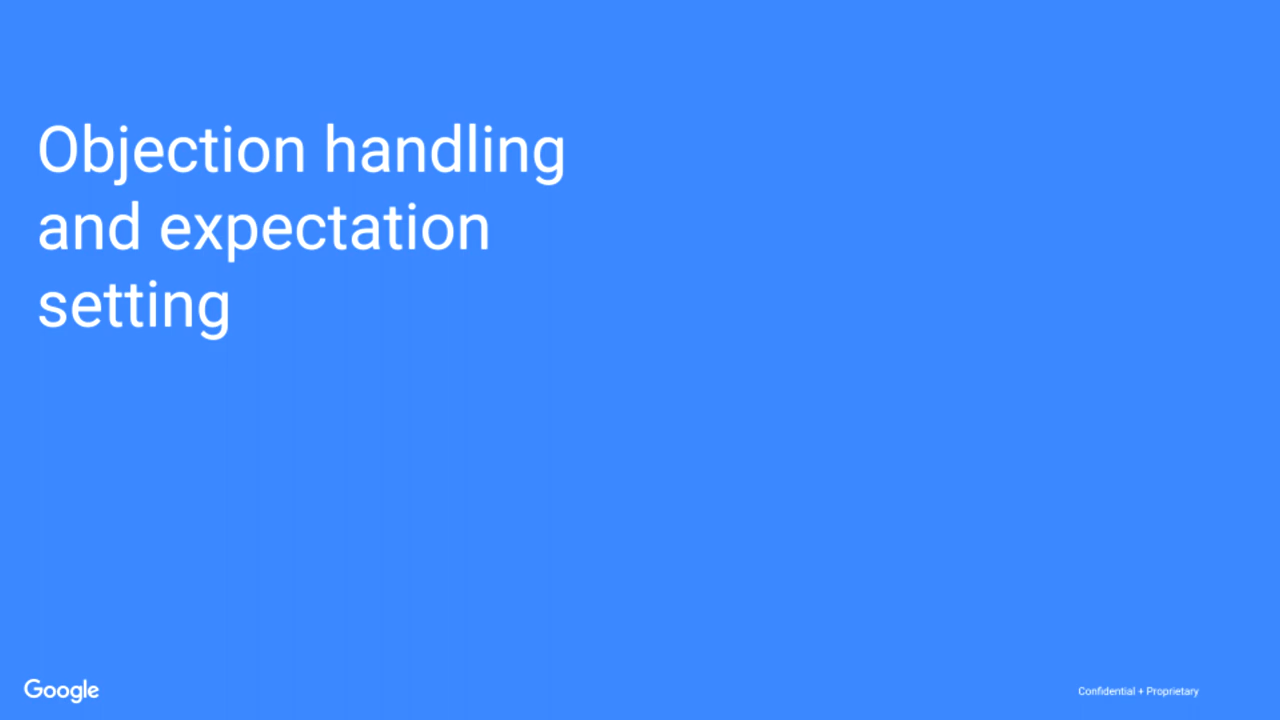 Objection handling
and expectation
setting
Google
Confidential + Proprietary